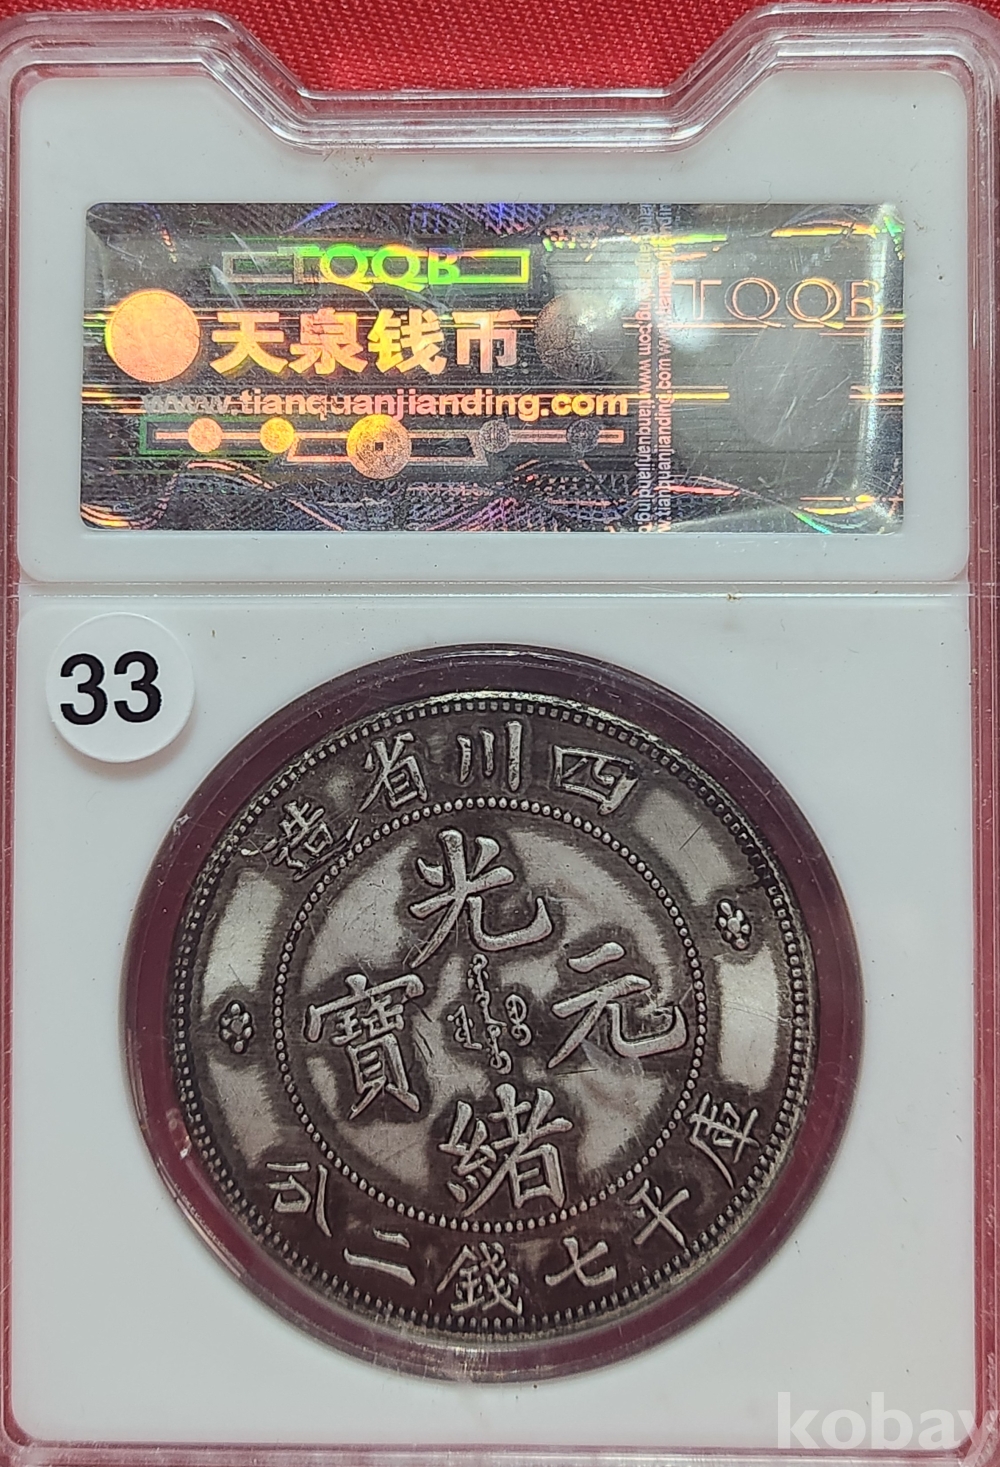 TQQB
天泉钱币
www.tianquanjianding.com
TQQB
33
四川省造
光緒元寶
庫平七錢二分
kobay